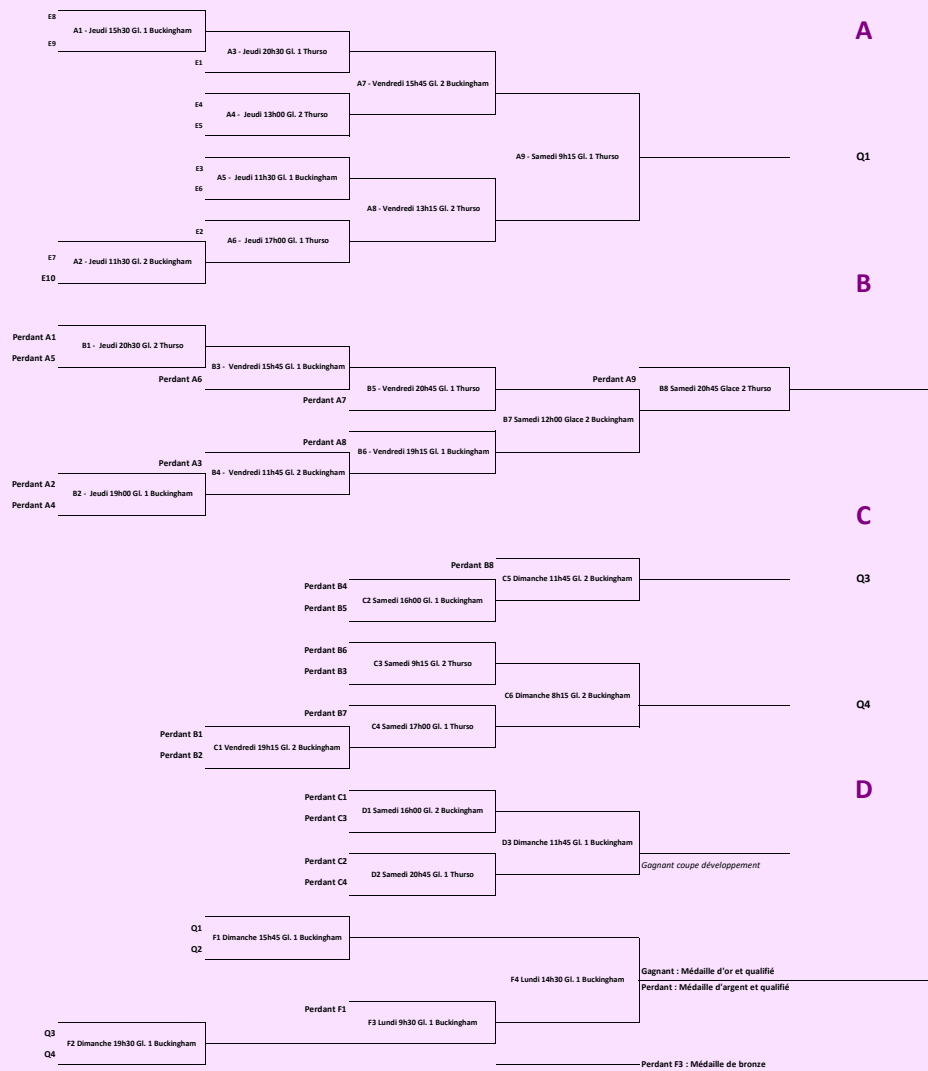 A
E8
A1 - Jeudi 15h30 Gl. 1 Buckingham
E9
A3 - Jeudi 20h30 Gl. 1 Thurso
E1
A7 - Vendredi 15h45 Gl. 2 Buckingham
E4
A4 - Jeudi 13h00 Gl. 2 Thurso
E5
A9 - Samedi 9h15 Gl. 1 Thurso
Q1
E3
A5 - Jeudi 11h30 Gl. 1 Buckingham
E6
A8 - Vendredi 13h15 Gl. 2 Thurso
E2
A6 - Jeudi 17h00 Gl. 1 Thurso
E7
A2 - Jeudi 11h30 Gl. 2 Buckingham
E10
B
Perdant A1
B1 - Jeudi 20h30 Gl. 2 Thurso
Perdant A5
B3 - Vendredi 15h45 Gl. 1 Buckingham
Perdant A6
B5 - Vendredi 20h45 Gl. 1 Thurso
Perdant A7
Perdant A9
B8 Samedi 20h45 Glace 2 Thurso
B7 Samedi 12h00 Glace 2 Buckingham
Perdant A8
B6 - Vendredi 19h15 Gl. 1 Buckingham
Perdant A3
B4 - Vendredi 11h45 Gl. 2 Buckingham
Perdant A2
B2 - Jeudi 19h00 Gl. 1 Buckingham
Perdant A4
C
Perdant B8
C5 Dimanche 11h45 Gl. 2 Buckingham
Q3
Perdant B4
C2 Samedi 16h00 Gl. 1 Buckingham
Perdant B5
Perdant B6
C3 Samedi 9h15 Gl. 2 Thurso
Perdant B3
C6 Dimanche 8h15 Gl. 2 Buckingham
Q4
Perdant B7
C4 Samedi 17h00 Gl. 1 Thurso
Perdant B1
C1 Vendredi 19h15 Gl. 2 Buckingham
Perdant B2
D
Perdant C1
D1 Samedi 16h00 Gl. 2 Buckingham
Perdant C3
D3 Dimanche 11h45 Gl. 1 Buckingham
Gagnant coupe développement
Perdant C2
D2 Samedi 20h45 Gl. 1 Thurso
Perdant C4
Q1
F1 Dimanche 15h45 Gl. 1 Buckingham
Q2
F4 Lundi 14h30 Gl. 1 Buckingham
Gagnant : Médaille d'or et qualifié
Perdant : Médaille d'argent et qualifié
Perdant F1
F3 Lundi 9h30 Gl. 1 Buckingham
Q3
F2 Dimanche 19h30 Gl. 1 Buckingham
Q4
Perdant F3 : Médaille de bronze